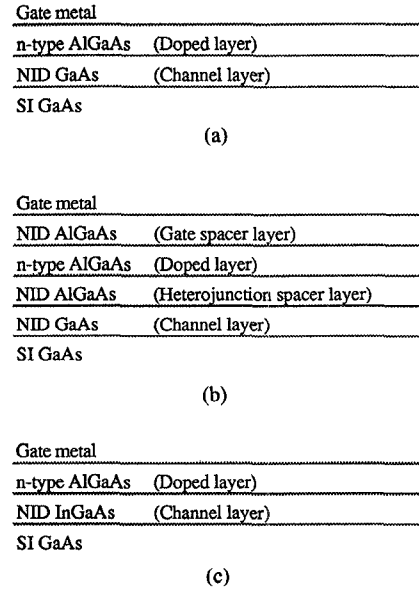 Gate metal
n-type AlGaAs (Doped layer)
NID GaAs (Channel layer)
SI GaAs
(a)
Gate metal
NID AlGaAs (Gate spacer layer)
n-type AlGaAs (Doped layer)
NID AlGaAs (Heterojunction spacer layer)
NID GaAs (Channel layer)
SI GaAs
(b)
Gate metal
n-type AlGaAs (Doped layer)
NID InGaAs (Channel layer)
SI GaAs
(c)